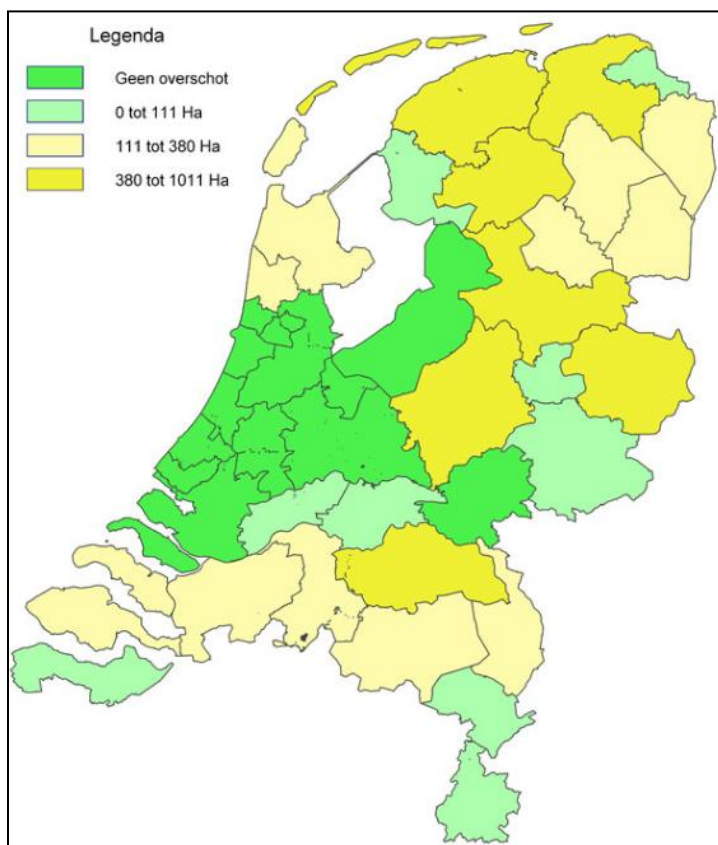 Legenda
Geen overschot
0 tot 111 Ha
111 tot 380 Ha
380 tot 1011 Ha